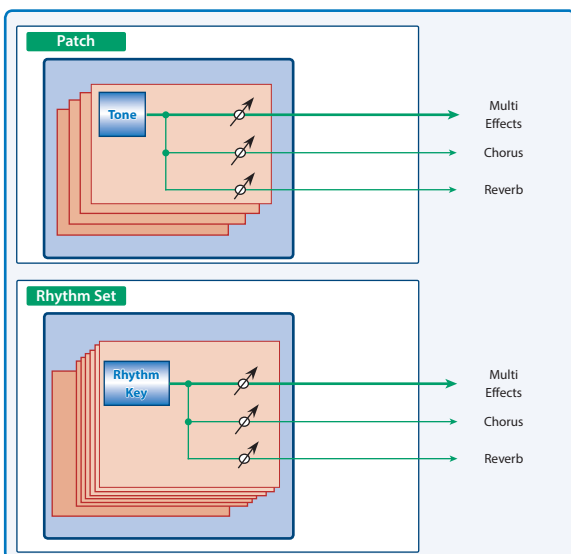 Patch
Tone
Multi
Effects
Chorus
Reverb
Rhythm Set
Rhythm
Key
Multi
Effects
Chorus
Reverb